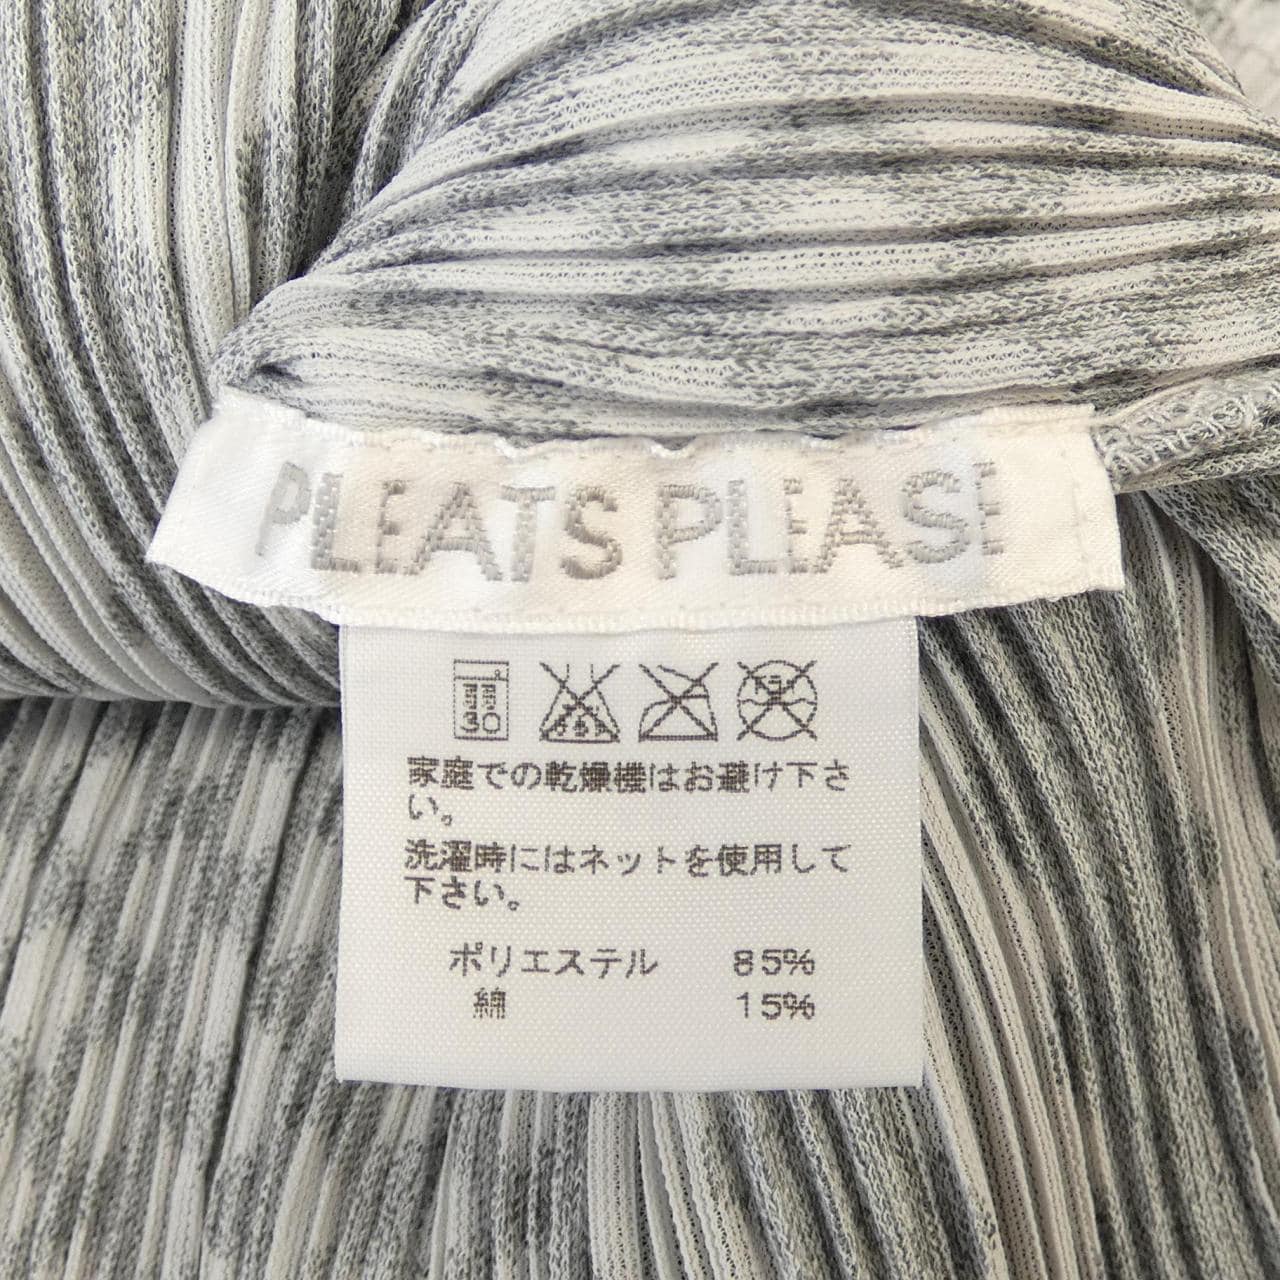 PLEATS PLEASE
30
家庭での乾燥機はお避け下さ
い。
洗濯時にはネットを使用して
下さい。
ポリエステル 85%
綿 15%